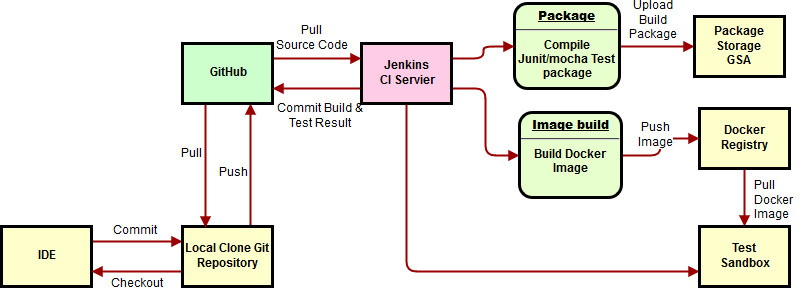 Package
Compile
Junit/mocha Test
package
Upload
Build
Package
Package
Storage
GSA
Pull
Source Code
GitHub
Jenkins
CI Servier
Commit Build &
Test Result
Image build
Build Docker
Image
Push
Image
Docker
Registry
Pull
Push
Pull
Docker
Image
IDE
Commit
Checkout
Local Clone Git
Repository
Test
Sandbox